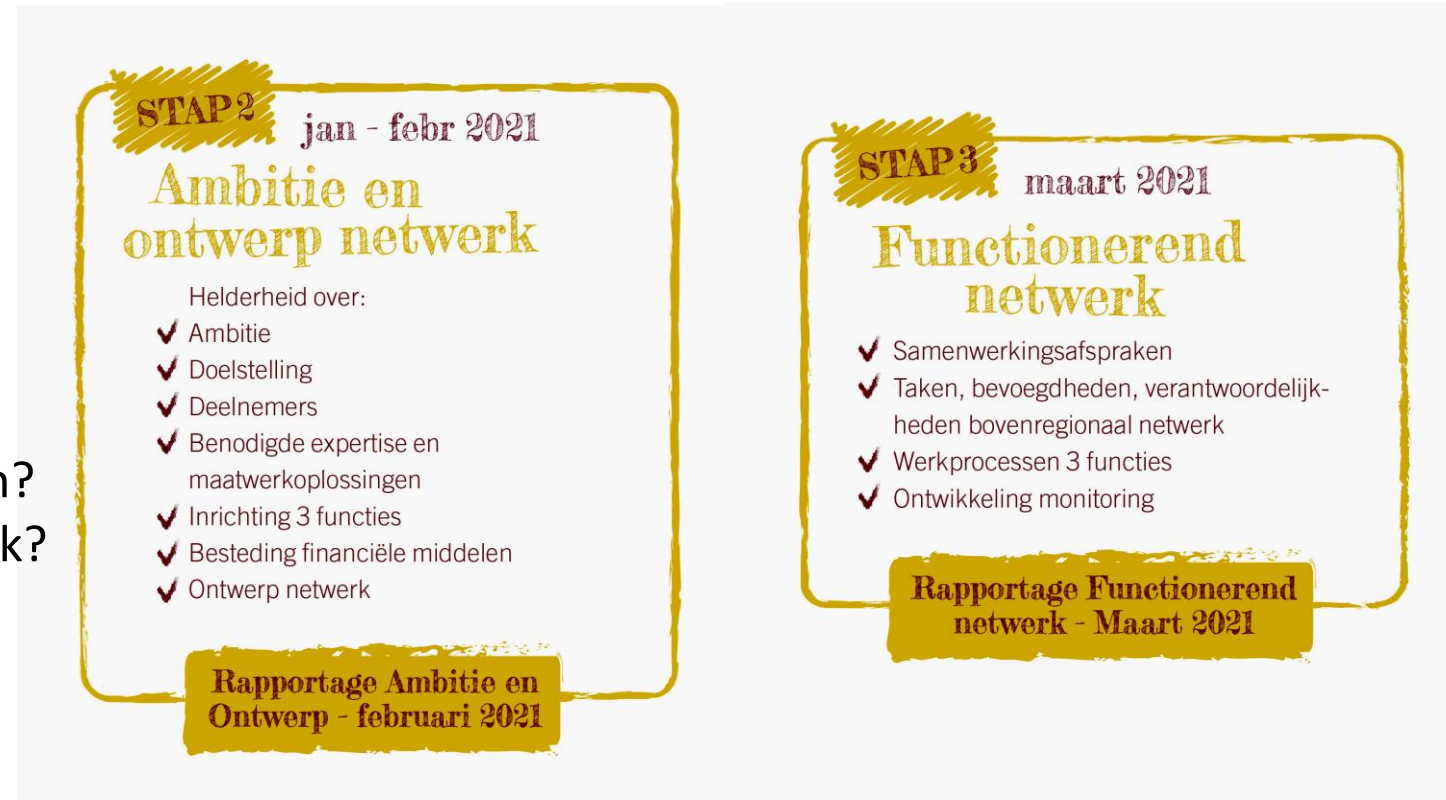 n?
k?
STAP 2
jan - febr 2021
Ambitie en
ontwerp netwerk
Helderheid over:
Ambitie
Doelstelling
Deelnemers
Benodigde expertise en
maatwerkoplossingen
Inrichting 3 functies
Besteding financiële middelen
Ontwerp netwerk
Rapportage Ambitie en
Ontwerp - februari 2021
STAP 3
maart 2021
Functionerend
netwerk
Samenwerkingsafspraken
Taken, bevoegdheden, verantwoordelijk-
heden bovenregionaal netwerk
Werkprocessen 3 functies
Ontwikkeling monitoring
Rapportage Functionerend
netwerk - Maart 2021